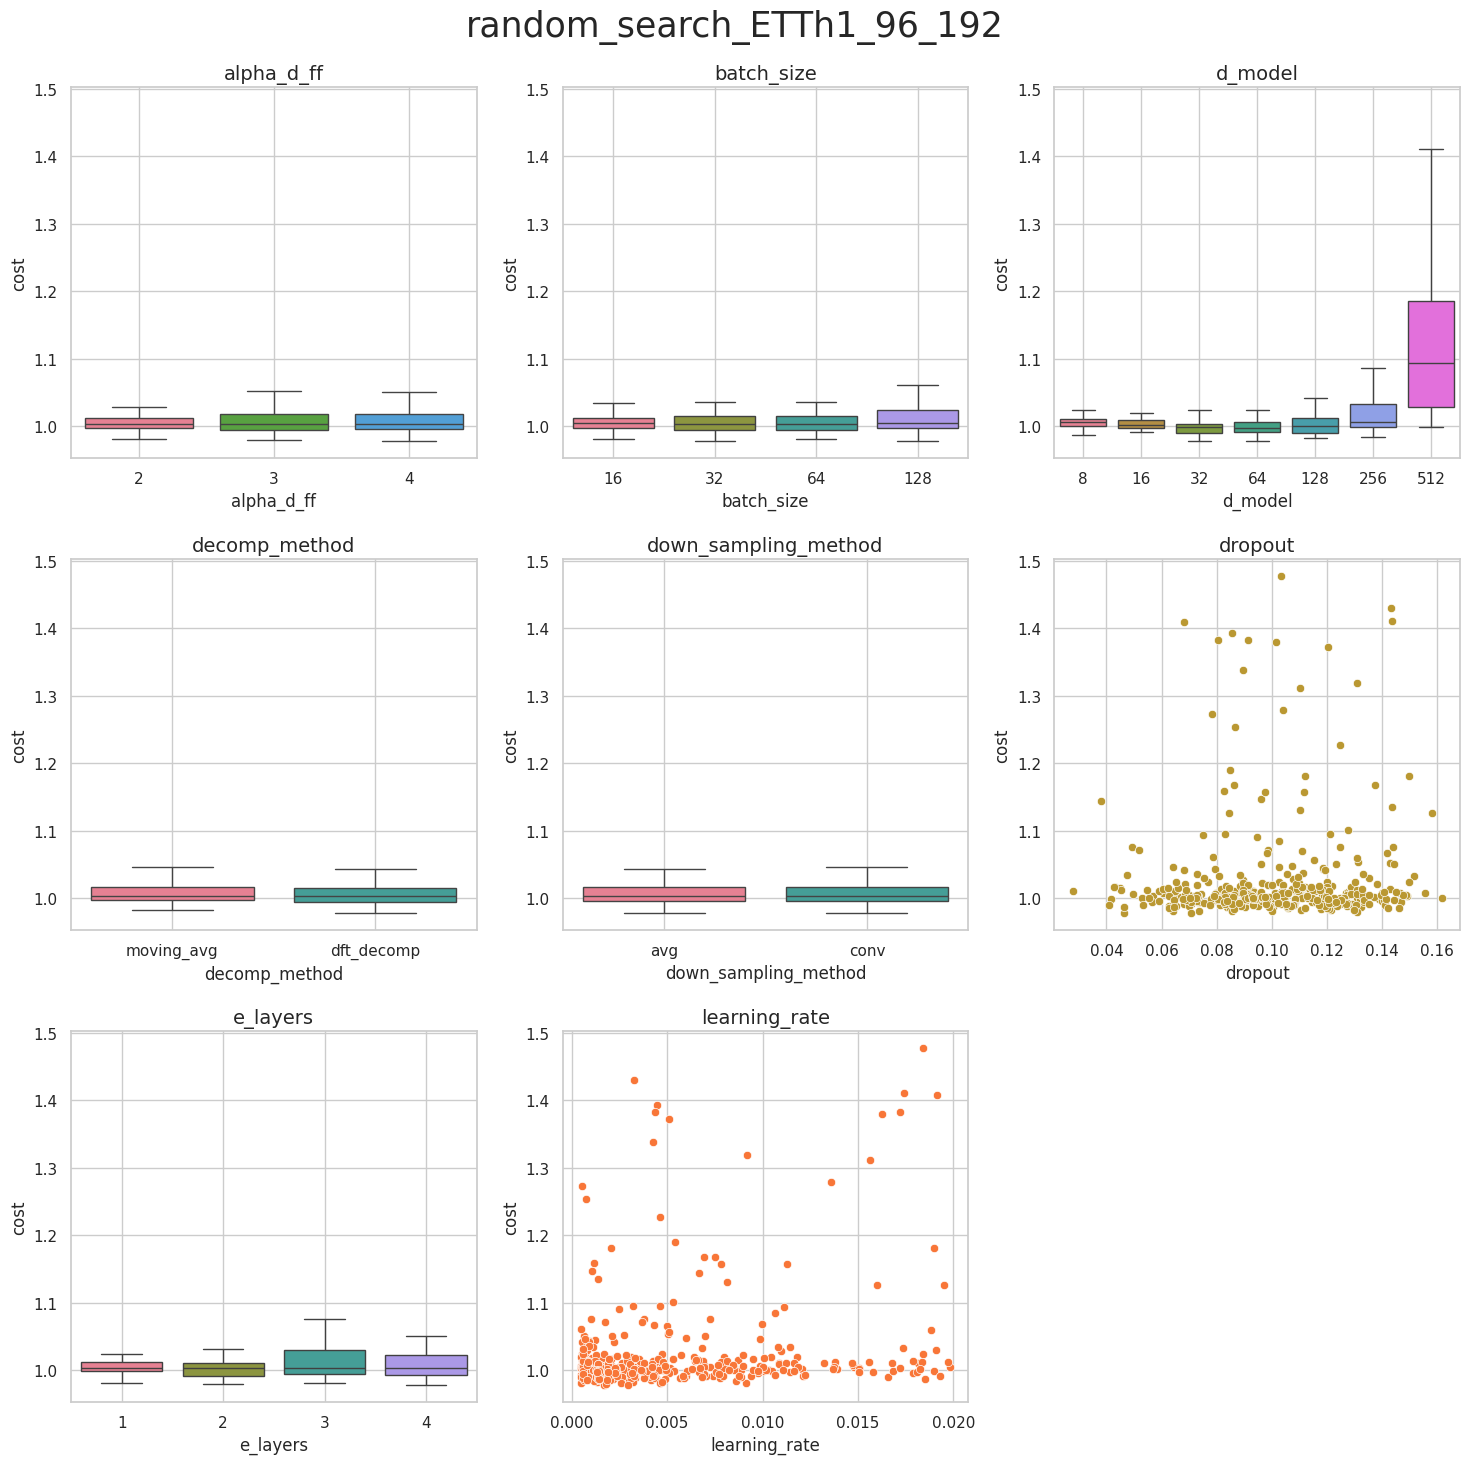 random_search_ETTh1_96_192
alpha_d_ff
cost
1.5
1.4
1.3
1.2
1.1
1.0
2 3 4
alpha_d_ff
batch_size
cost
1.5
1.4
1.3
1.2
1.1
1.0
16 32 64 128
batch_size
d_model
cost
1.5
1.4
1.3
1.2
1.1
1.0
8 16 32 64 128 256 512
d_model
decomp_method
cost
1.5
1.4
1.3
1.2
1.1
1.0
moving_avg dft_decomp
decomp_method
down_sampling_method
cost
1.5
1.4
1.3
1.2
1.1
1.0
avg conv
down_sampling_method
dropout
cost
1.5
1.4
1.3
1.2
1.1
1.0
0.04 0.06 0.08 0.10 0.12 0.14 0.16
dropout
e_layers
cost
1.5
1.4
1.3
1.2
1.1
1.0
1 2 3 4
e_layers
learning_rate
cost
1.5
1.4
1.3
1.2
1.1
1.0
0.000 0.005 0.010 0.015 0.020
learning_rate